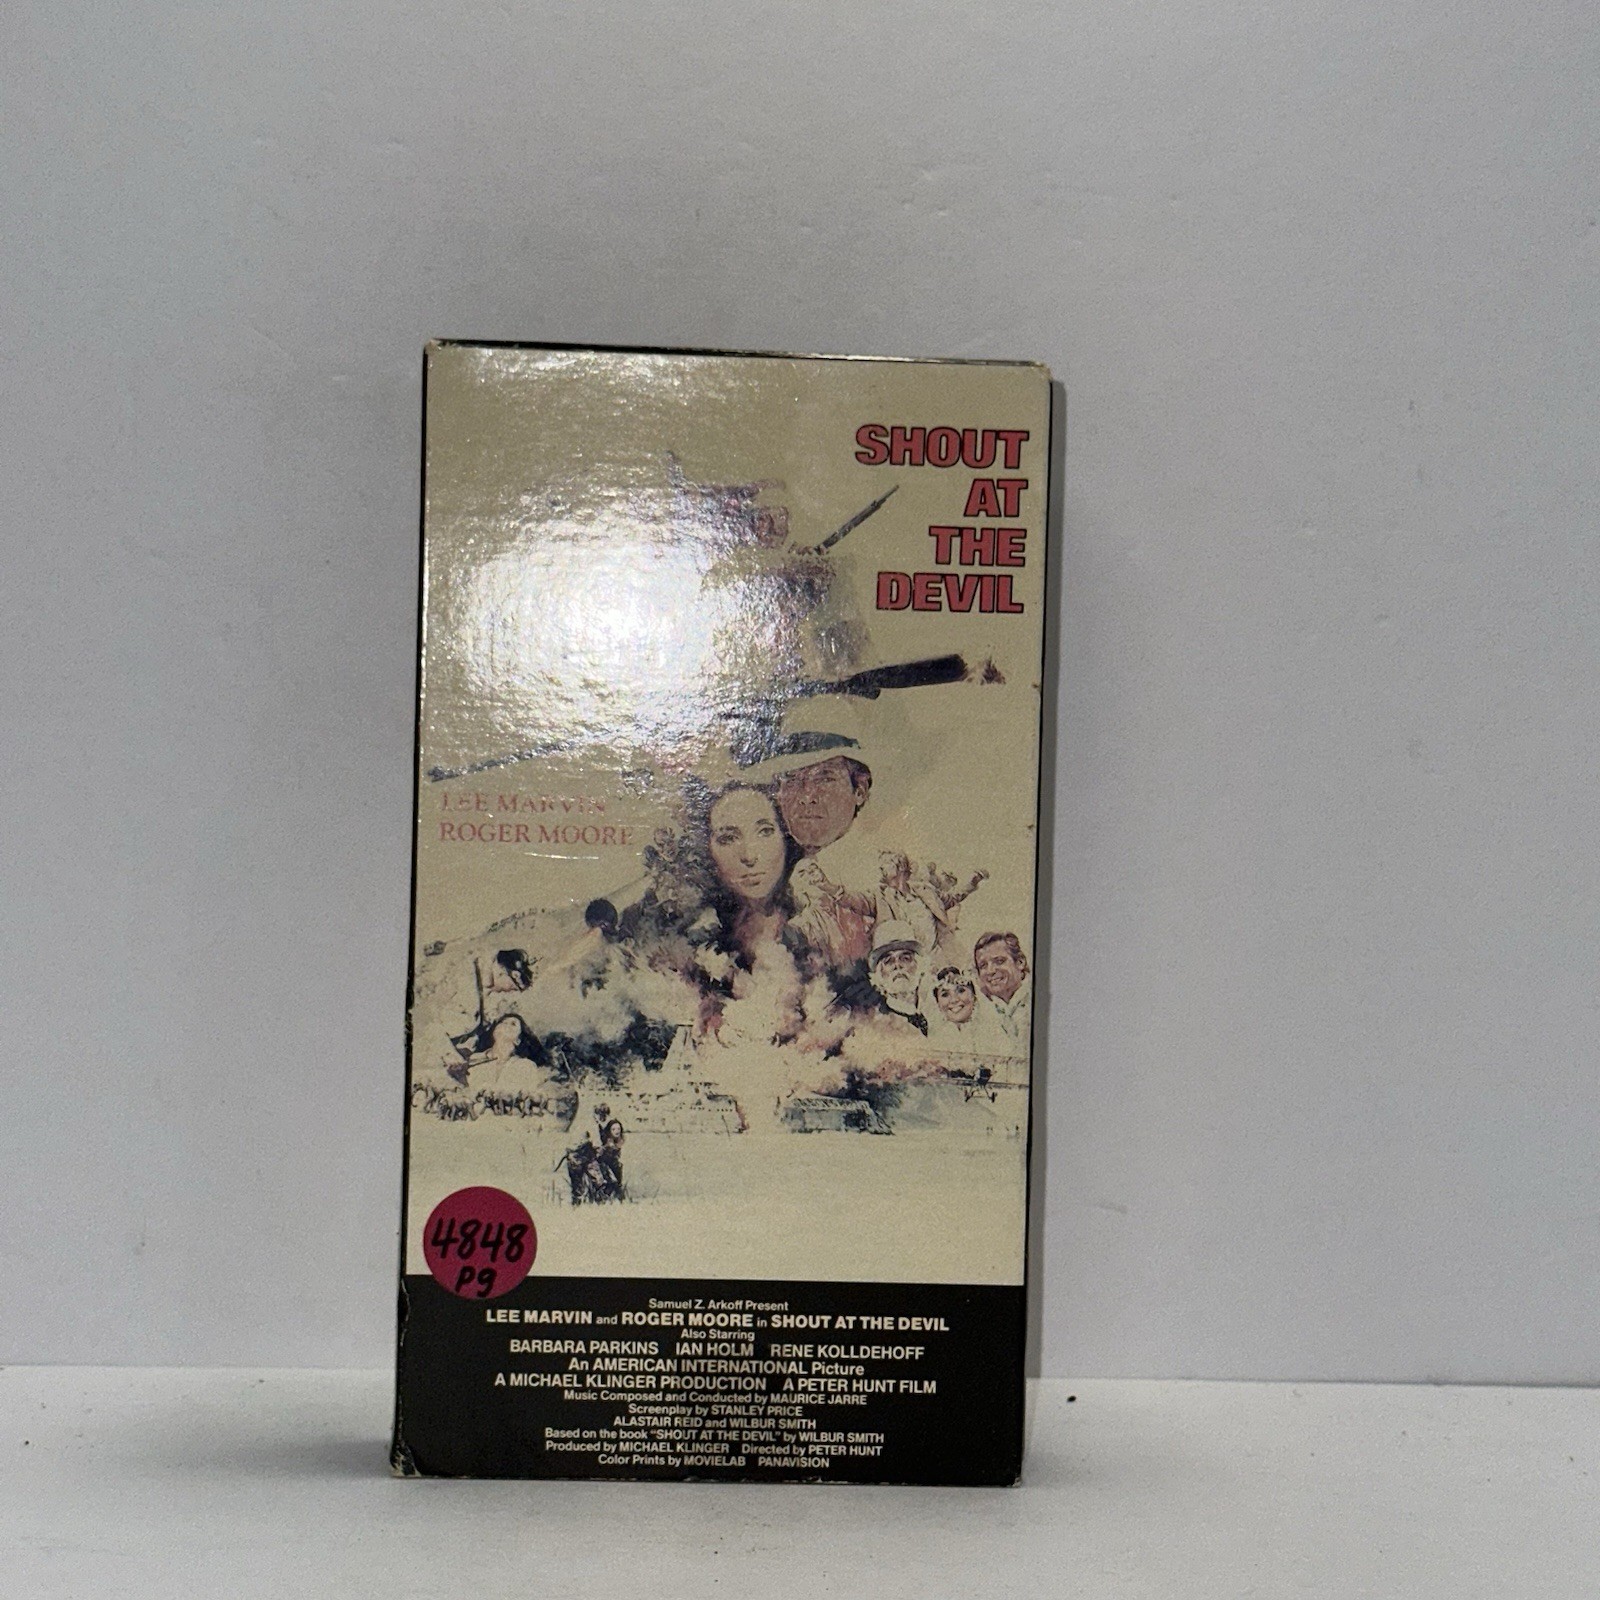 SHOUT
AT
THE
DEVIL
LEE MARVIN
ROGER MOORE
4848
Pg
Samuel Z. Arkoff Present
LEE MARVIN and ROGER MOORE in SHOUT AT THE DEVIL
Also Starring
BARBARA PARKINS IAN HOLM RENE KOLLDEHOFF
An AMERICAN INTERNATIONAL Picture
A MICHAEL KLINGER PRODUCTION A PETER HUNT FILM
Music Composed and Conducted by MAURICE JARRE
Screenplay by STANLEY PRICE
ALASTAIR REID and WILBUR SMITH
Based on the book "SHOUT AT THE DEVIL" by WILBUR SMITH
Produced by MICHAEL KLINGER Directed by PETER HUNT
Color Prints by MOVIELAB PANAVISION